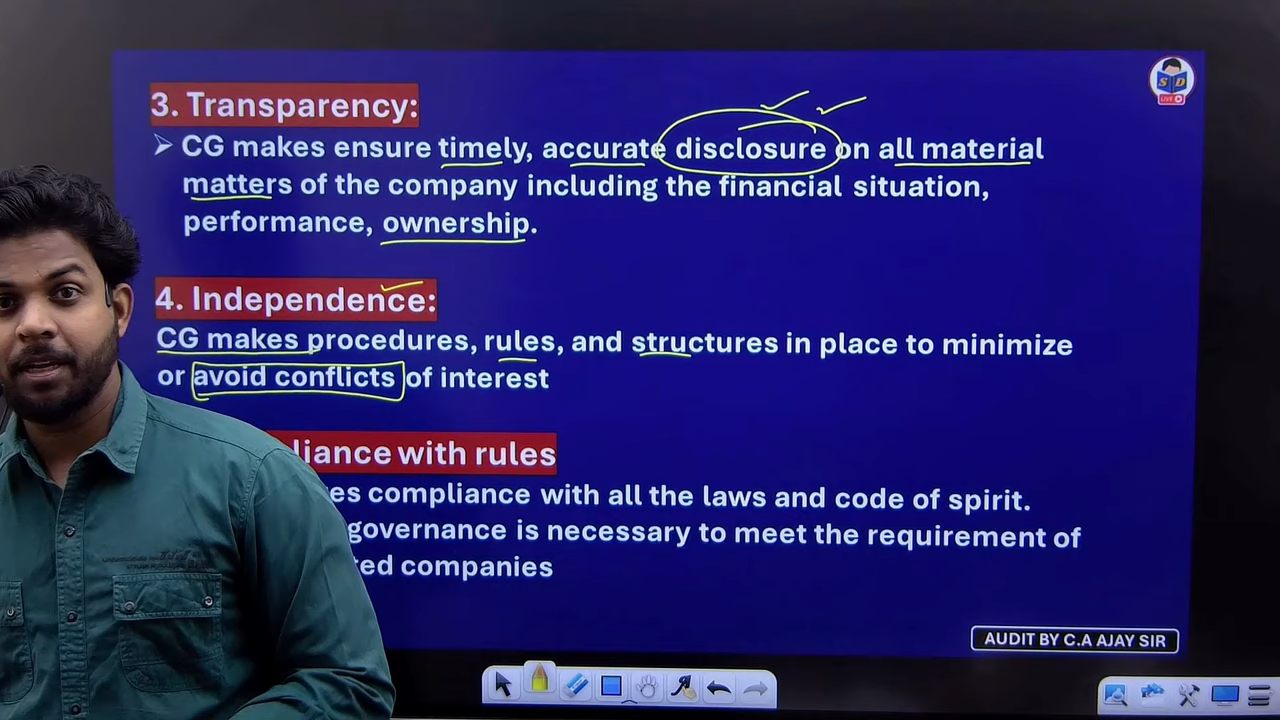 3. Transparency:
➢ CG makes ensure timely, accurate disclosure on all material
matters of the company including the financial situation,
performance, ownership.
4. Independence:
CG makes procedures, rules, and structures in place to minimize
or avoid conflicts of interest
liance with rules
es compliance with all the laws and code of spirit.
governance is necessary to meet the requirement of
ted companies
S D
LIVE
AUDIT BY C.A AJAY SIR